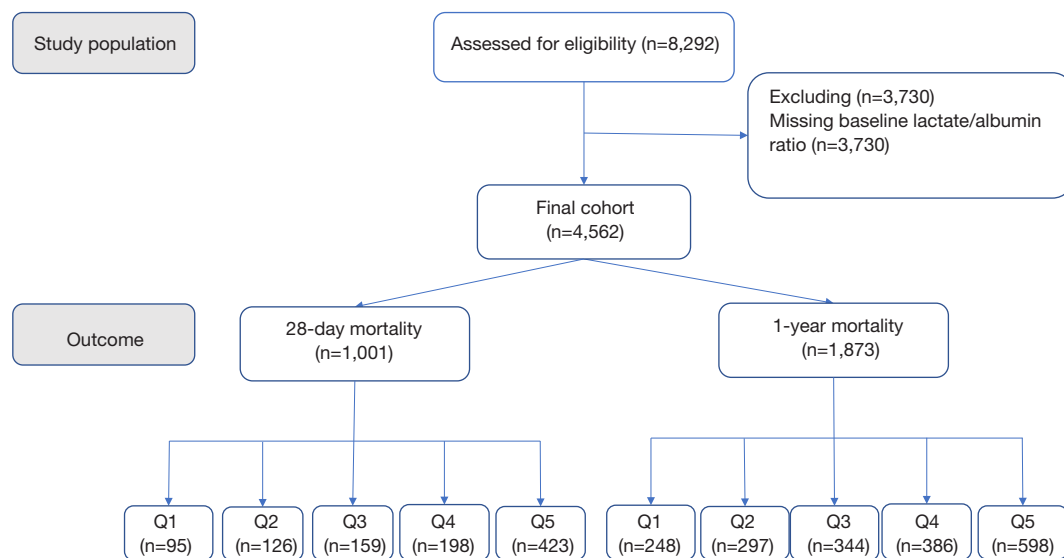 Study population
Assessed for eligibility (n=8,292)
Excluding (n=3,730)
Missing baseline lactate/albumin
ratio (n=3,730)
Final cohort
(n=4,562)
Outcome
28-day mortality
(n=1,001)
1-year mortality
(n=1,873)
Q1
(n=95)
Q2
(n=126)
Q3
(n=159)
Q4
(n=198)
Q5
(n=423)
Q1
(n=248)
Q2
(n=297)
Q3
(n=344)
Q4
(n=386)
Q5
(n=598)